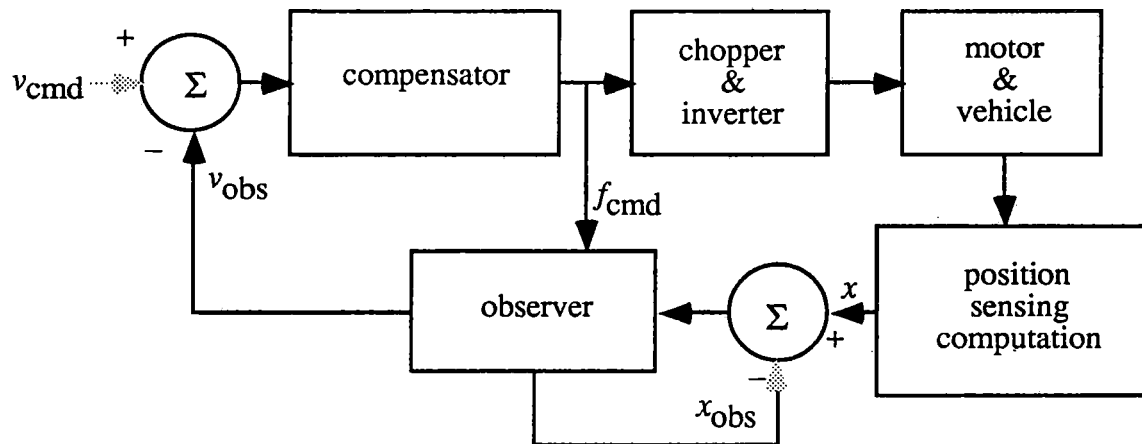 +
v_cmd
Σ
−
compensator
chopper
&
inverter
motor
&
vehicle
v_obs
f_cmd
observer
Σ
x
+
−
position
sensing
computation
x_obs